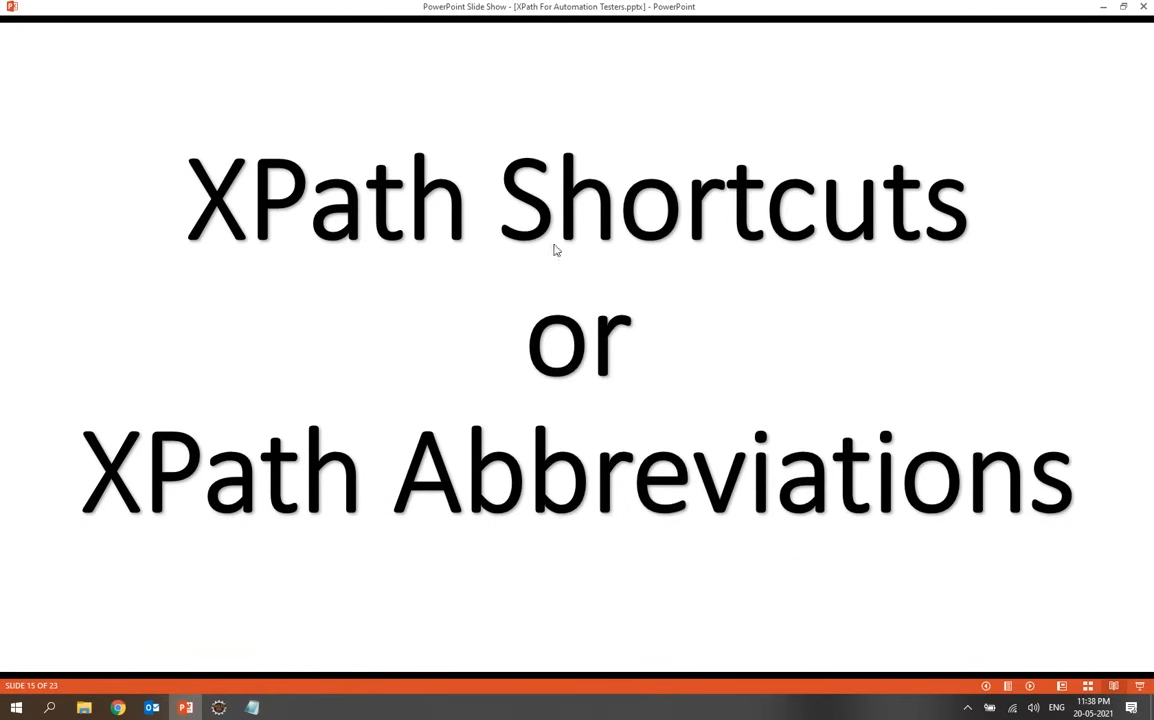 PowerPoint Slide Show - [XPath For Automation Testers.pptx] - PowerPoint
XPath Shortcuts
or
XPath Abbreviations
SLIDE 15 OF 23
ENG
11:38 PM
20-05-2021